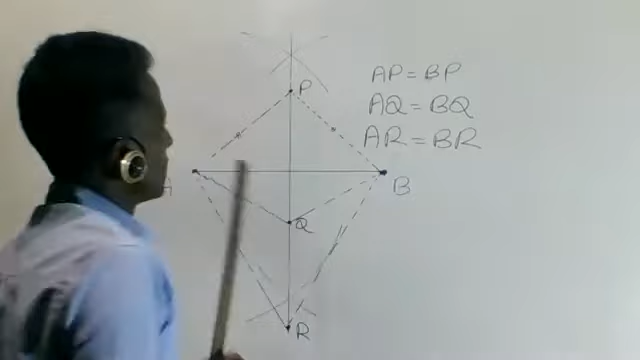 P
AP = BP
AQ = BQ
AR = BR
A
B
Q
R